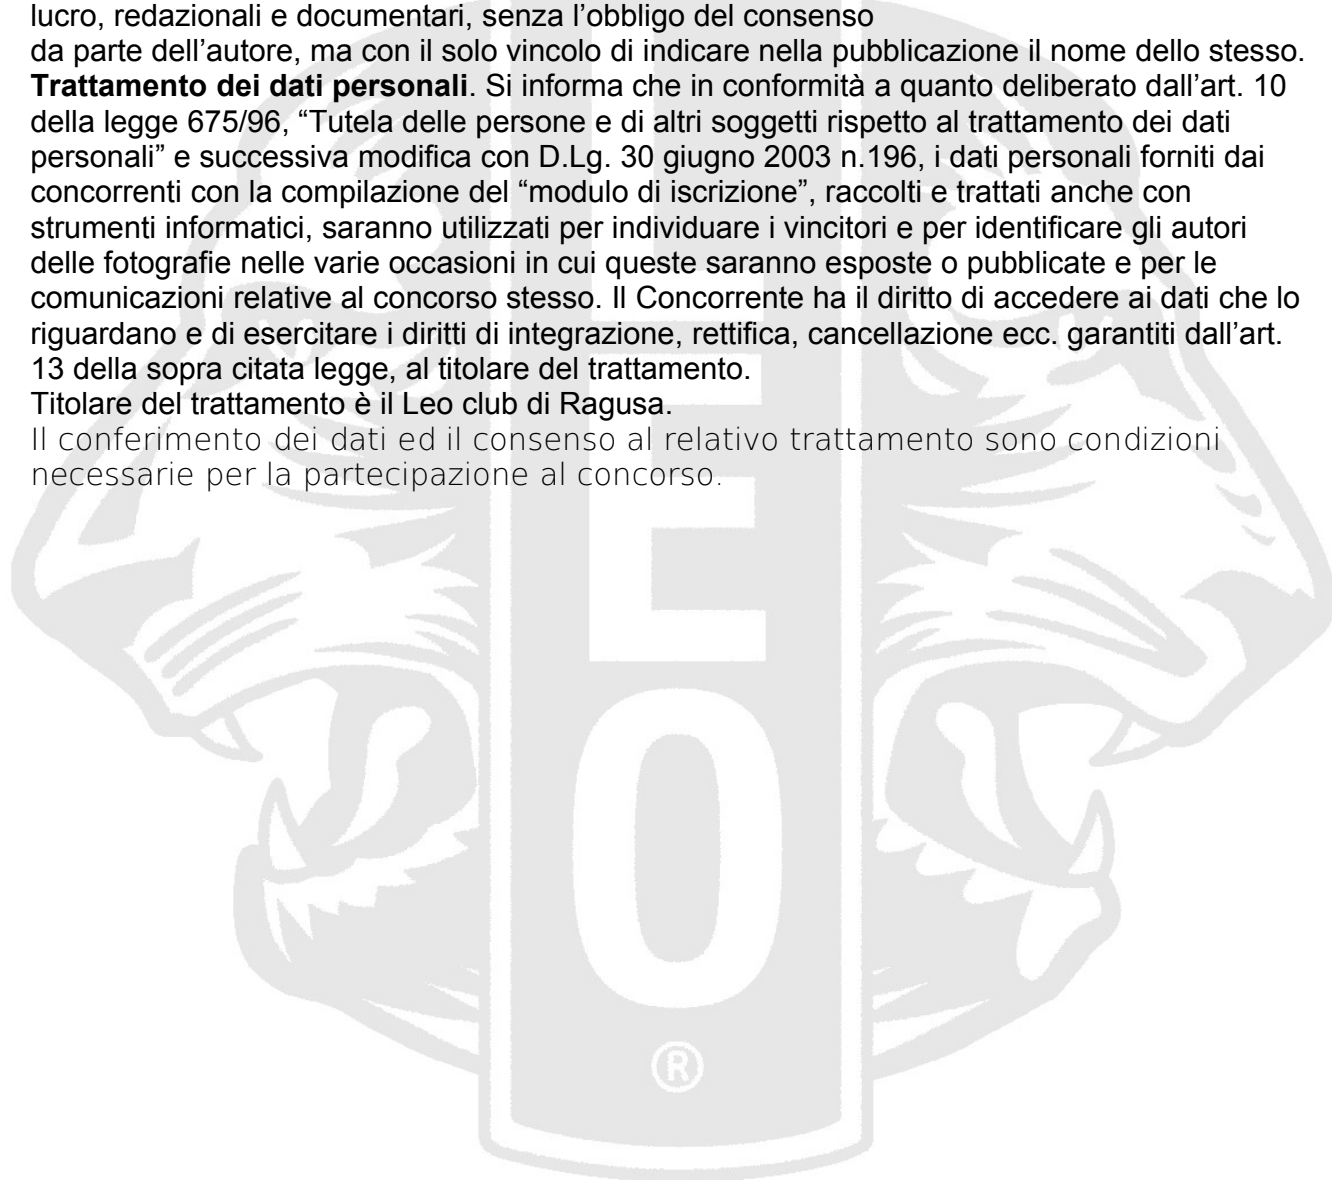 lucro, redazionali e documentari, senza l’obbligo del consenso
da parte dell’autore, ma con il solo vincolo di indicare nella pubblicazione il nome dello stesso.
Trattamento dei dati personali. Si informa che in conformità a quanto deliberato dall’art. 10
della legge 675/96, “Tutela delle persone e di altri soggetti rispetto al trattamento dei dati
personali” e successiva modifica con D.Lg. 30 giugno 2003 n.196, i dati personali forniti dai
concorrenti con la compilazione del “modulo di iscrizione”, raccolti e trattati anche con
strumenti informatici, saranno utilizzati per individuare i vincitori e per identificare gli autori
delle fotografie nelle varie occasioni in cui queste saranno esposte o pubblicate e per le
comunicazioni relative al concorso stesso. Il Concorrente ha il diritto di accedere ai dati che lo
riguardano e di esercitare i diritti di integrazione, rettifica, cancellazione ecc. garantiti dall’art.
13 della sopra citata legge, al titolare del trattamento.
Titolare del trattamento è il Leo club di Ragusa.
Il conferimento dei dati ed il consenso al relativo trattamento sono condizioni
necessarie per la partecipazione al concorso.
L
E
O
®